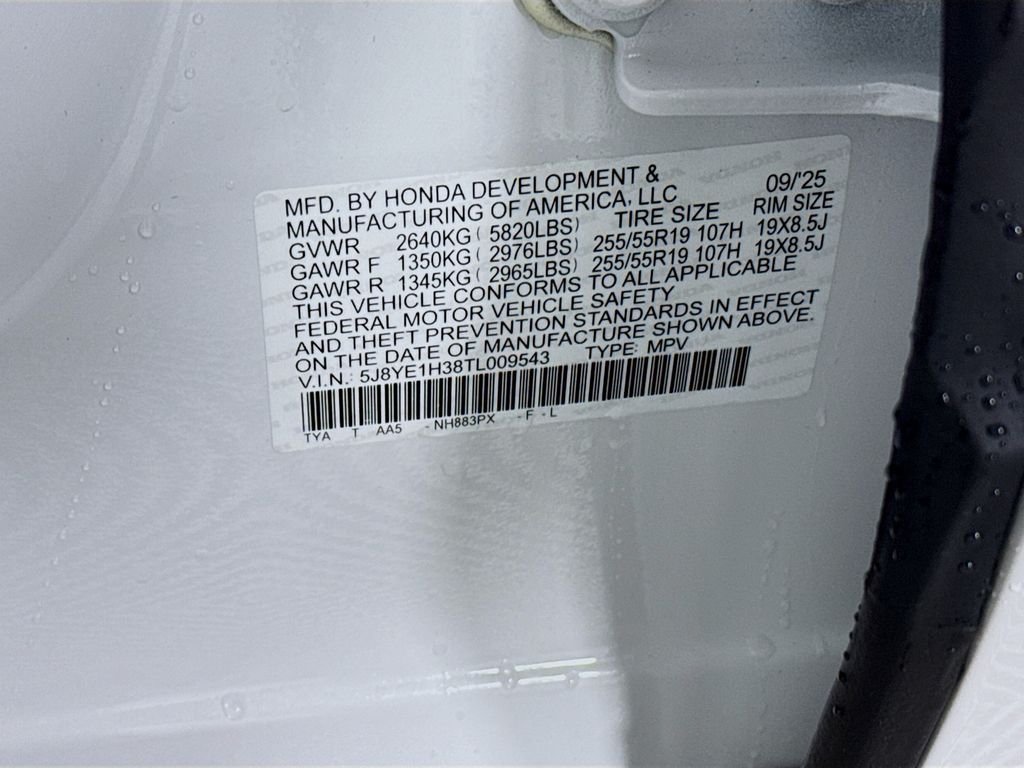 MFD. BY HONDA DEVELOPMENT &
MANUFACTURING OF AMERICA, LLC 09/'25
GVWR 2640KG ( 5820LBS) TIRE SIZE RIM SIZE
GAWR F 1350KG ( 2976LBS) 255/55R19 107H 19X8.5J
GAWR R 1345KG ( 2965LBS) 255/55R19 107H 19X8.5J
THIS VEHICLE CONFORMS TO ALL APPLICABLE
FEDERAL MOTOR VEHICLE SAFETY
AND THEFT PREVENTION STANDARDS IN EFFECT
ON THE DATE OF MANUFACTURE SHOWN ABOVE.
V.I.N.: 5J8YE1H38TL009543 TYPE: MPV
TYA T AA5 - NH883PX - F - L